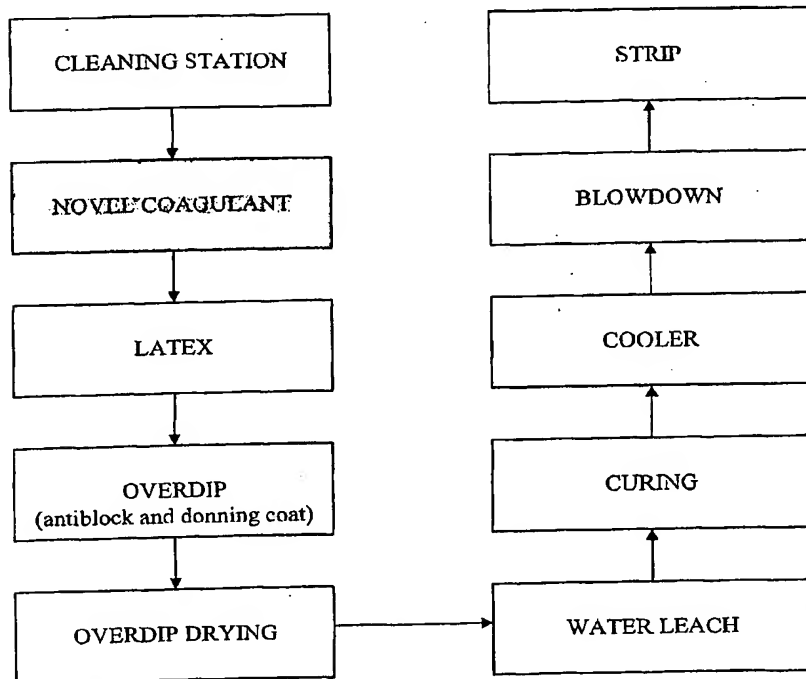 CLEANING STATION
NOVEL COAGULANT
LATEX
OVERDIP
(antiblock and donning coat)
OVERDIP DRYING
WATER LEACH
CURING
COOLER
BLOWDOWN
STRIP